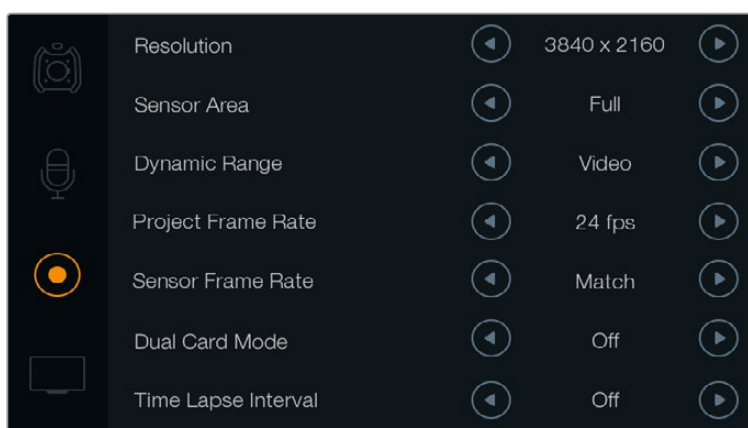 Resolution 3840 x 2160
Sensor Area Full
Dynamic Range Video
Project Frame Rate 24 fps
Sensor Frame Rate Match
Dual Card Mode Off
Time Lapse Interval Off